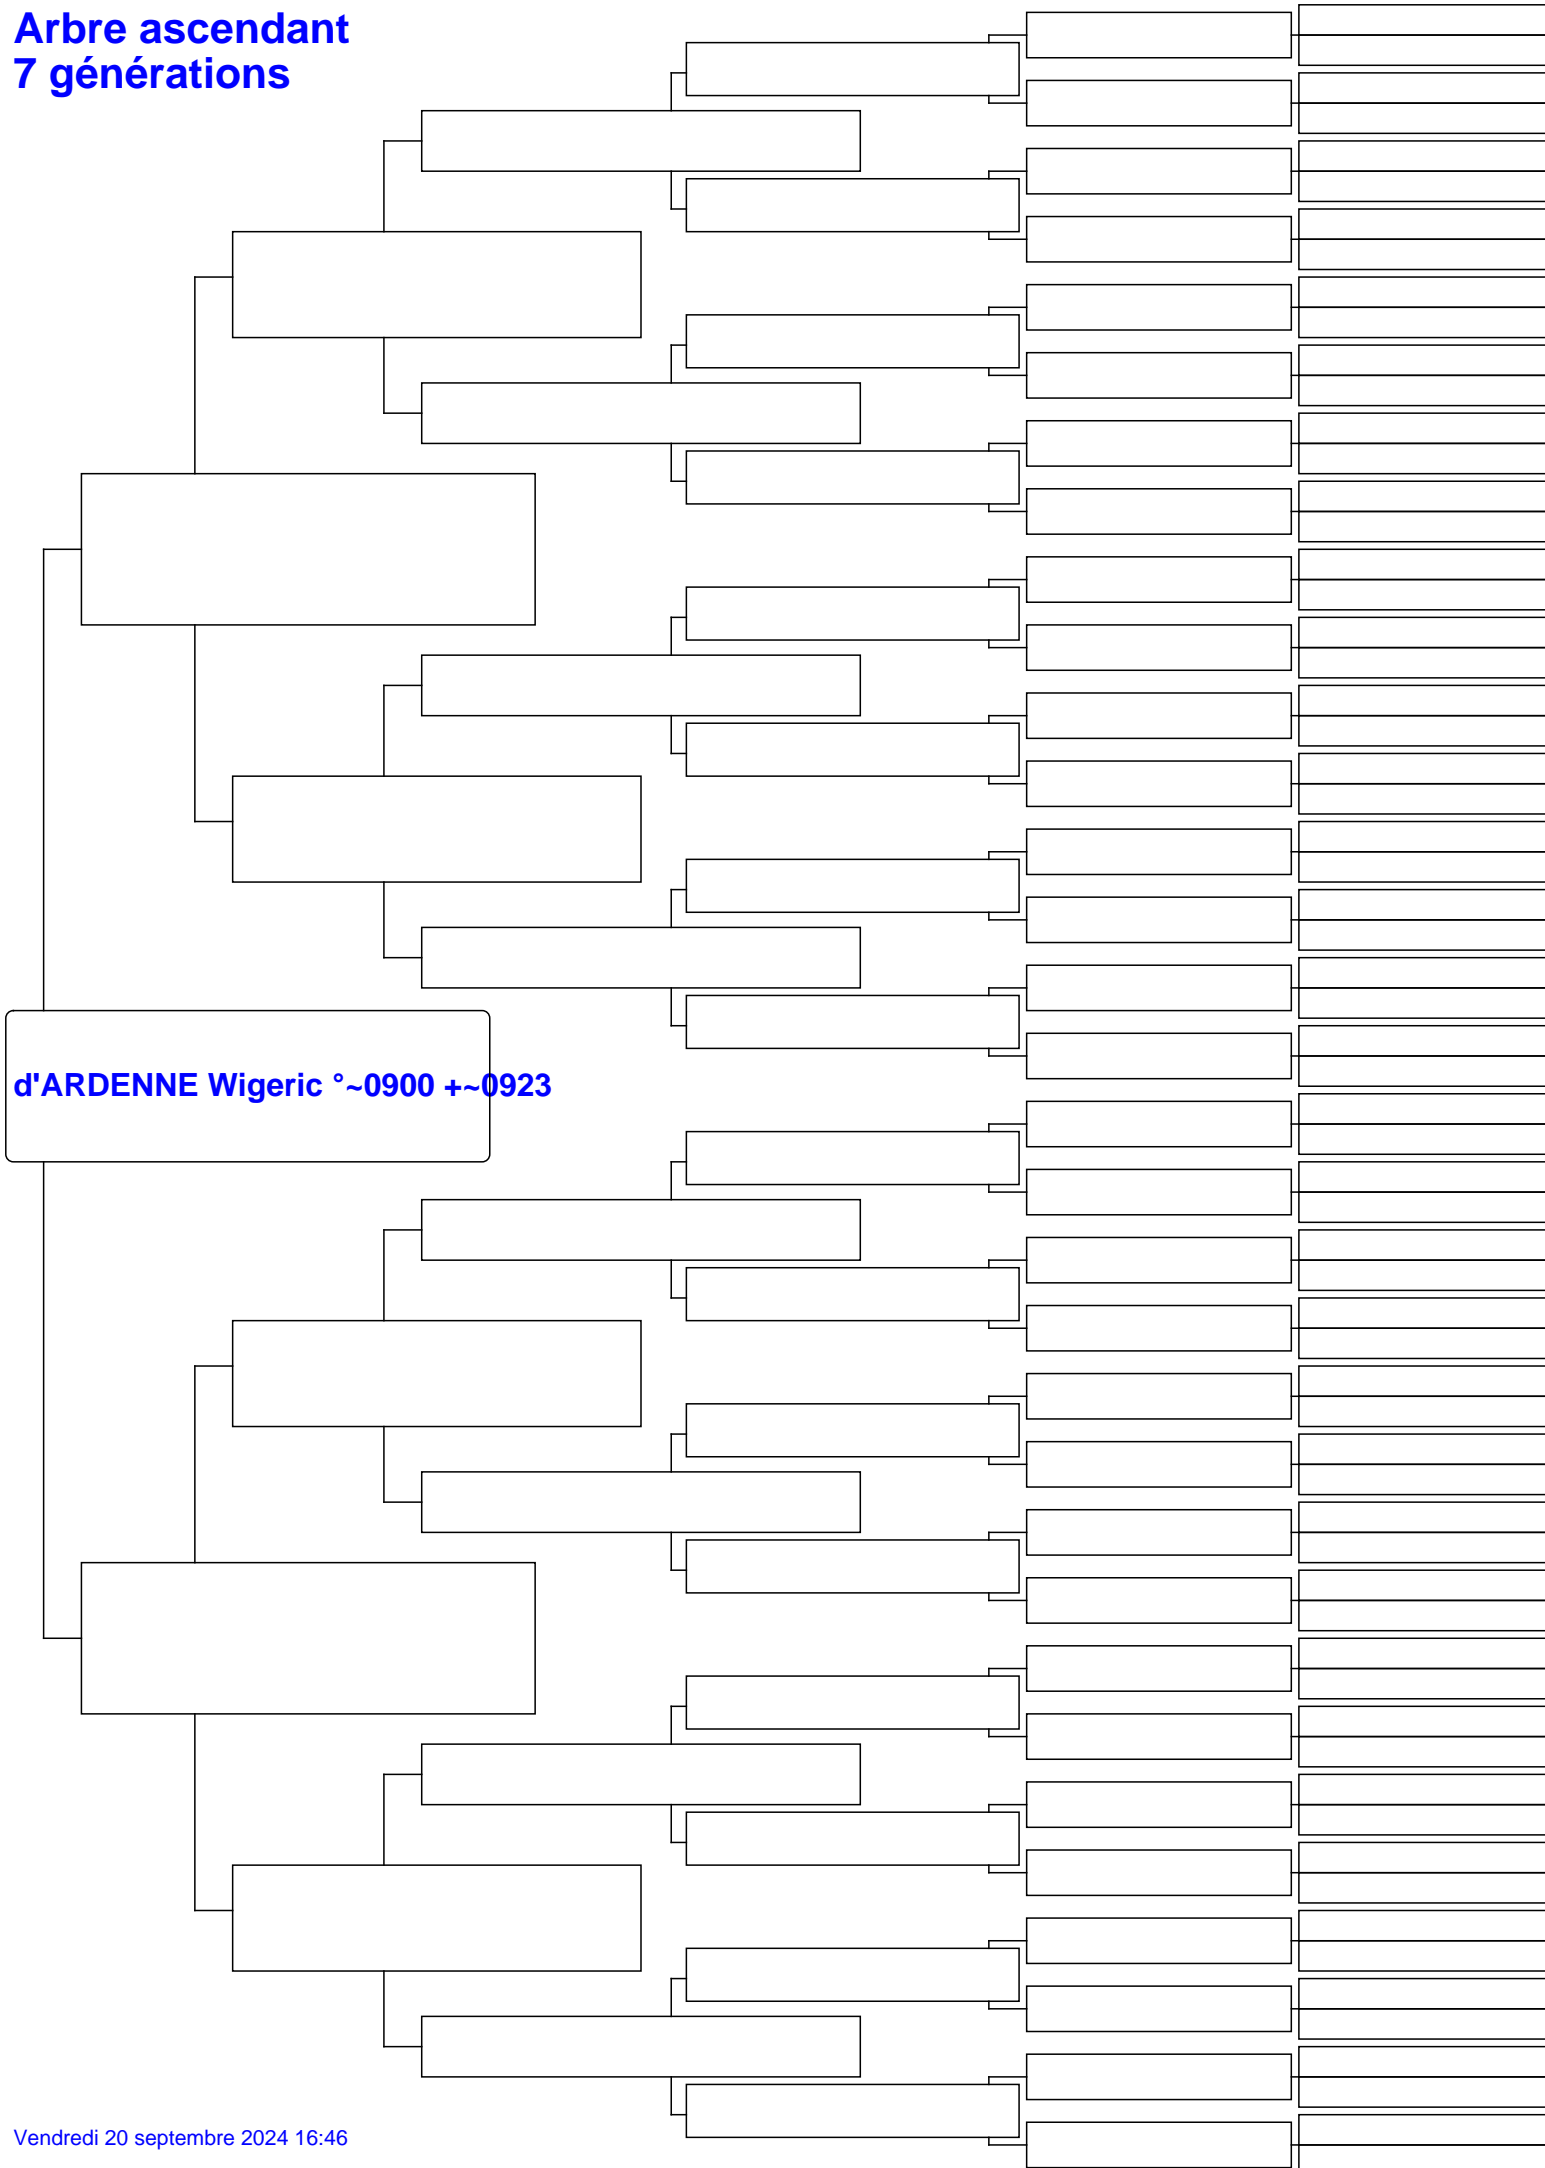 Arbre ascendant
7 générations
d'ARDENNE Wigeric °~0900 +~0923
Vendredi 20 septembre 2024 16:46